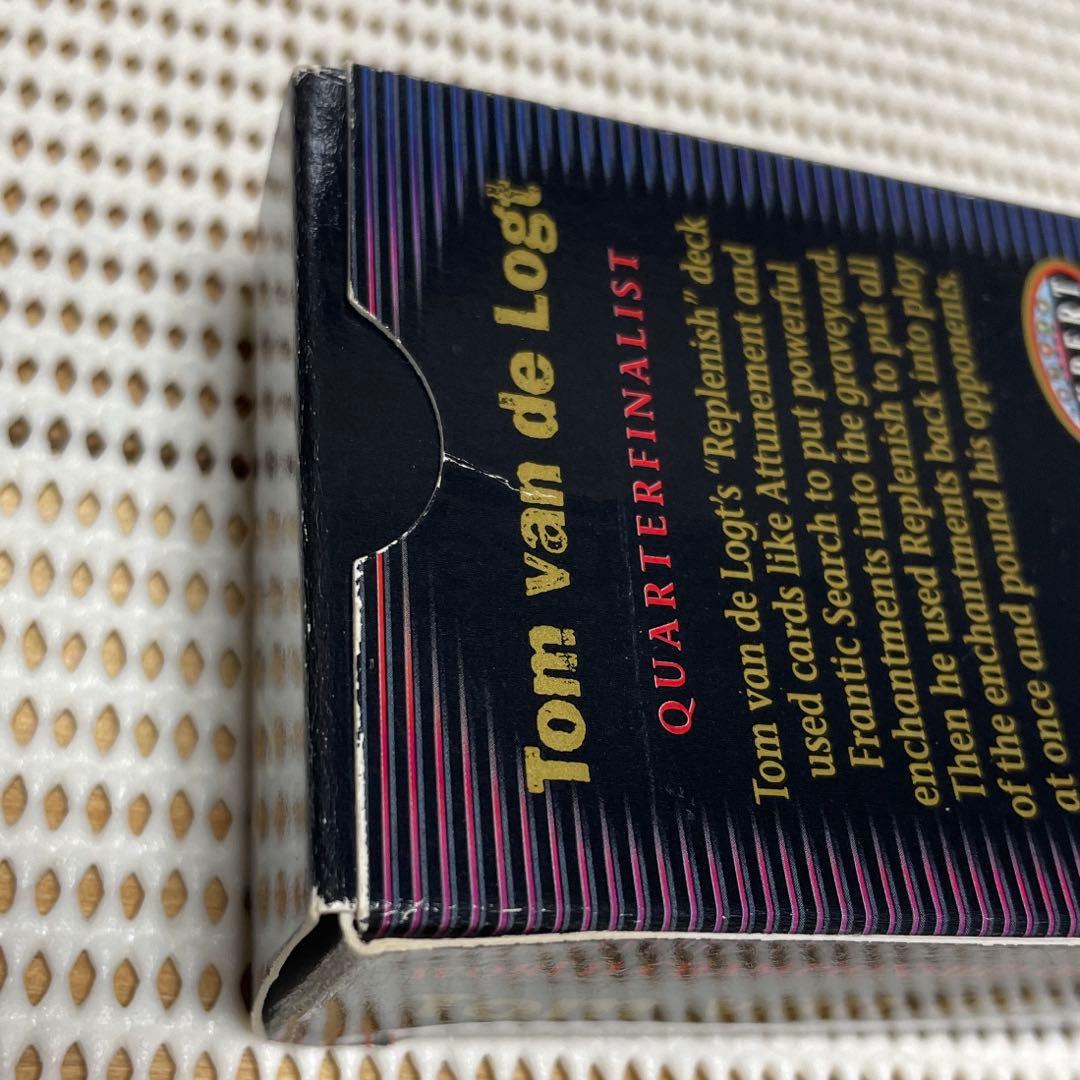 Tom van de Logt
QUARTERFINALIST
Tom van de Logt's “Replenish” deck
used cards like Attunement and
Frantic Search to put powerful
enchantments into the graveyard.
Then he used Replenish to put all
of the enchantments back into play
at once and pound his opponents.